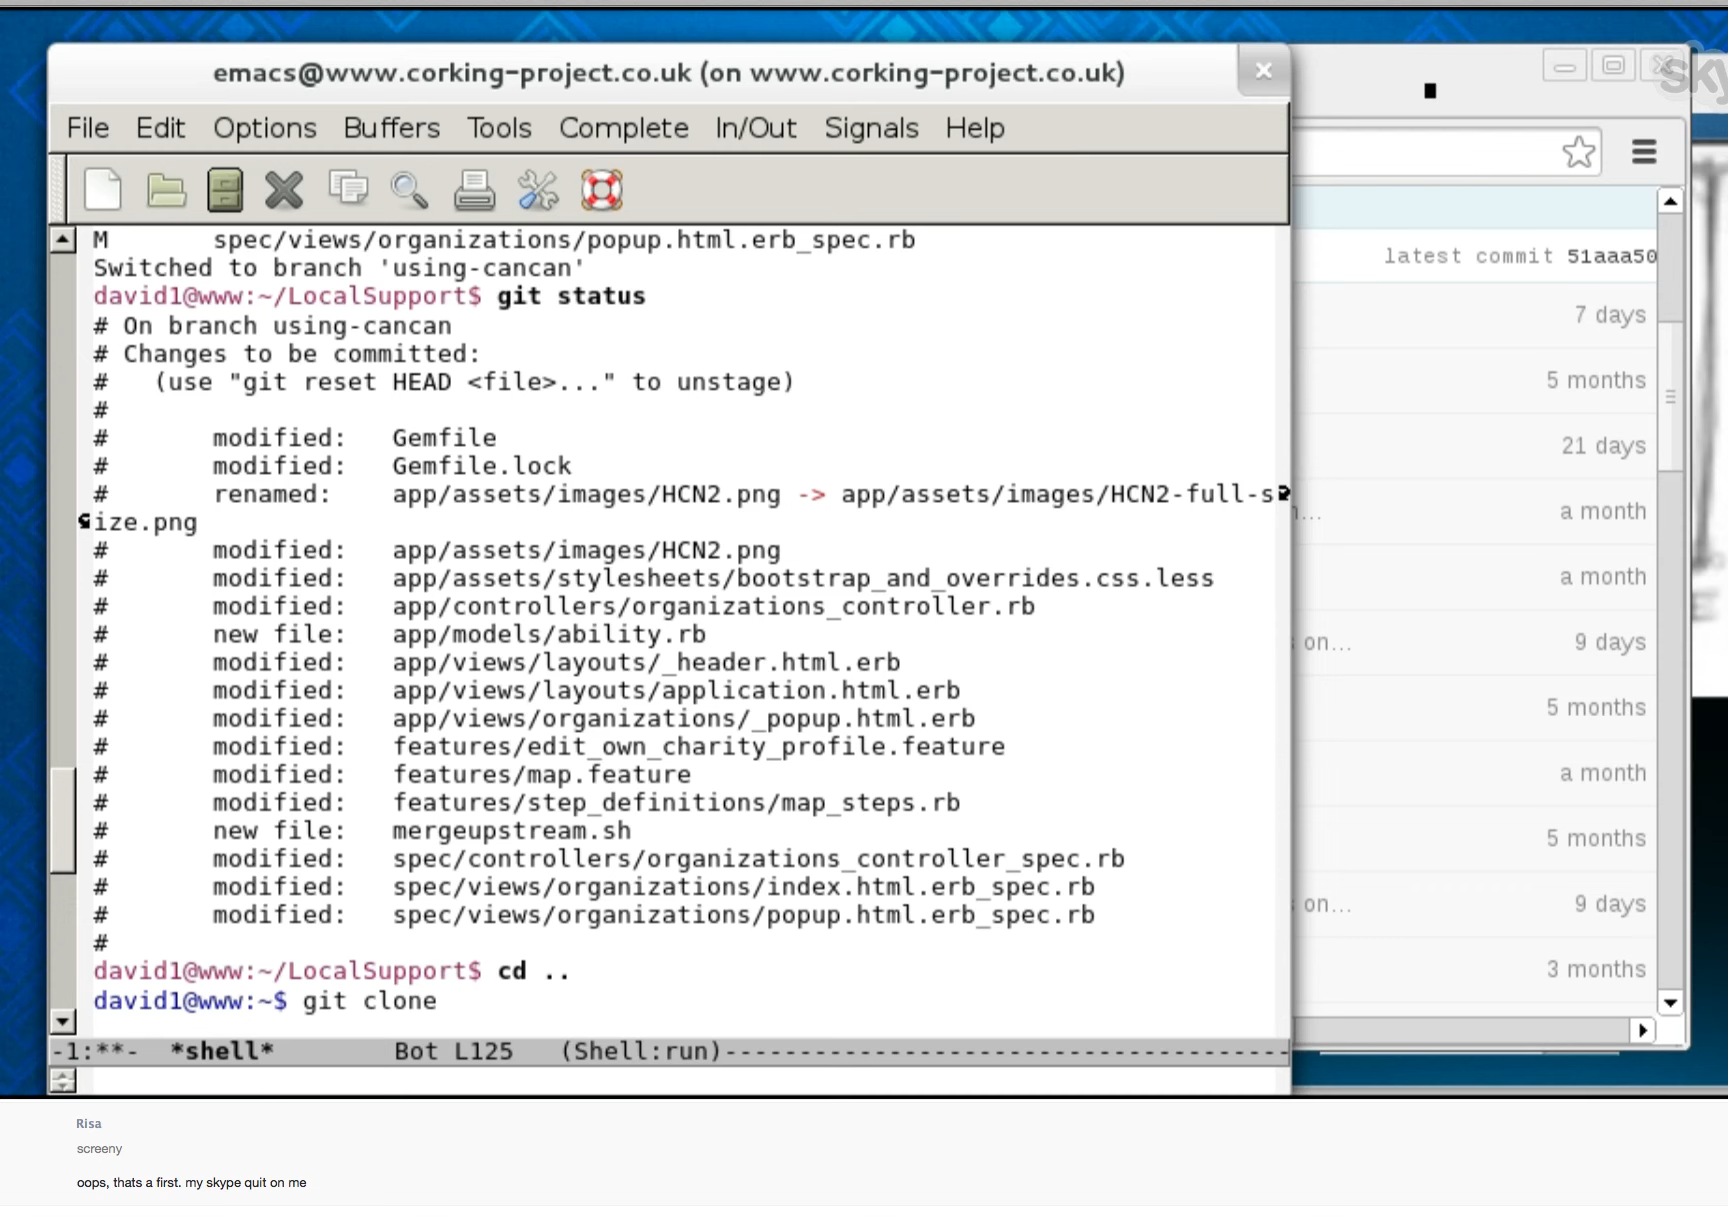 emacs@www.corking-project.co.uk (on www.corking-project.co.uk)
sky
File Edit Options Buffers Tools Complete In/Out Signals Help
M       spec/views/organizations/popup.html.erb_spec.rb
Switched to branch 'using-cancan'
david1@www:~/LocalSupport$ git status
# On branch using-cancan
# Changes to be committed:
#   (use "git reset HEAD <file>..." to unstage)
#
#       modified:   Gemfile
#       modified:   Gemfile.lock
#       renamed:    app/assets/images/HCN2.png -> app/assets/images/HCN2-full-s
ize.png
#       modified:   app/assets/images/HCN2.png
#       modified:   app/assets/stylesheets/bootstrap_and_overrides.css.less
#       modified:   app/controllers/organizations_controller.rb
#       new file:   app/models/ability.rb
#       modified:   app/views/layouts/_header.html.erb
#       modified:   app/views/layouts/application.html.erb
#       modified:   app/views/organizations/_popup.html.erb
#       modified:   features/edit_own_charity_profile.feature
#       modified:   features/map.feature
#       modified:   features/step_definitions/map_steps.rb
#       new file:   mergeupstream.sh
#       modified:   spec/controllers/organizations_controller_spec.rb
#       modified:   spec/views/organizations/index.html.erb_spec.rb
#       modified:   spec/views/organizations/popup.html.erb_spec.rb
#
david1@www:~/LocalSupport$ cd ..
david1@www:~$ git clone
-1:**-  *shell*        Bot L125   (Shell:run)--------------------------------------
latest commit 51aaa50
7 days
5 months
21 days
a month
a month
on... 9 days
5 months
a month
5 months
on... 9 days
3 months
Risa
screeny
oops, thats a first. my skype quit on me